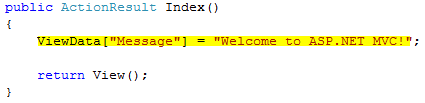 public ActionResult Index()
{
ViewData["Message"] = "Welcome to ASP.NET MVC!";
return View();
}